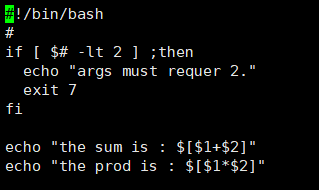 #!/bin/bash
#
if [ $# -lt 2 ] ;then
  echo "args must requer 2."
  exit 7
fi

echo "the sum is : $[$1+$2]"
echo "the prod is : $[$1*$2]"